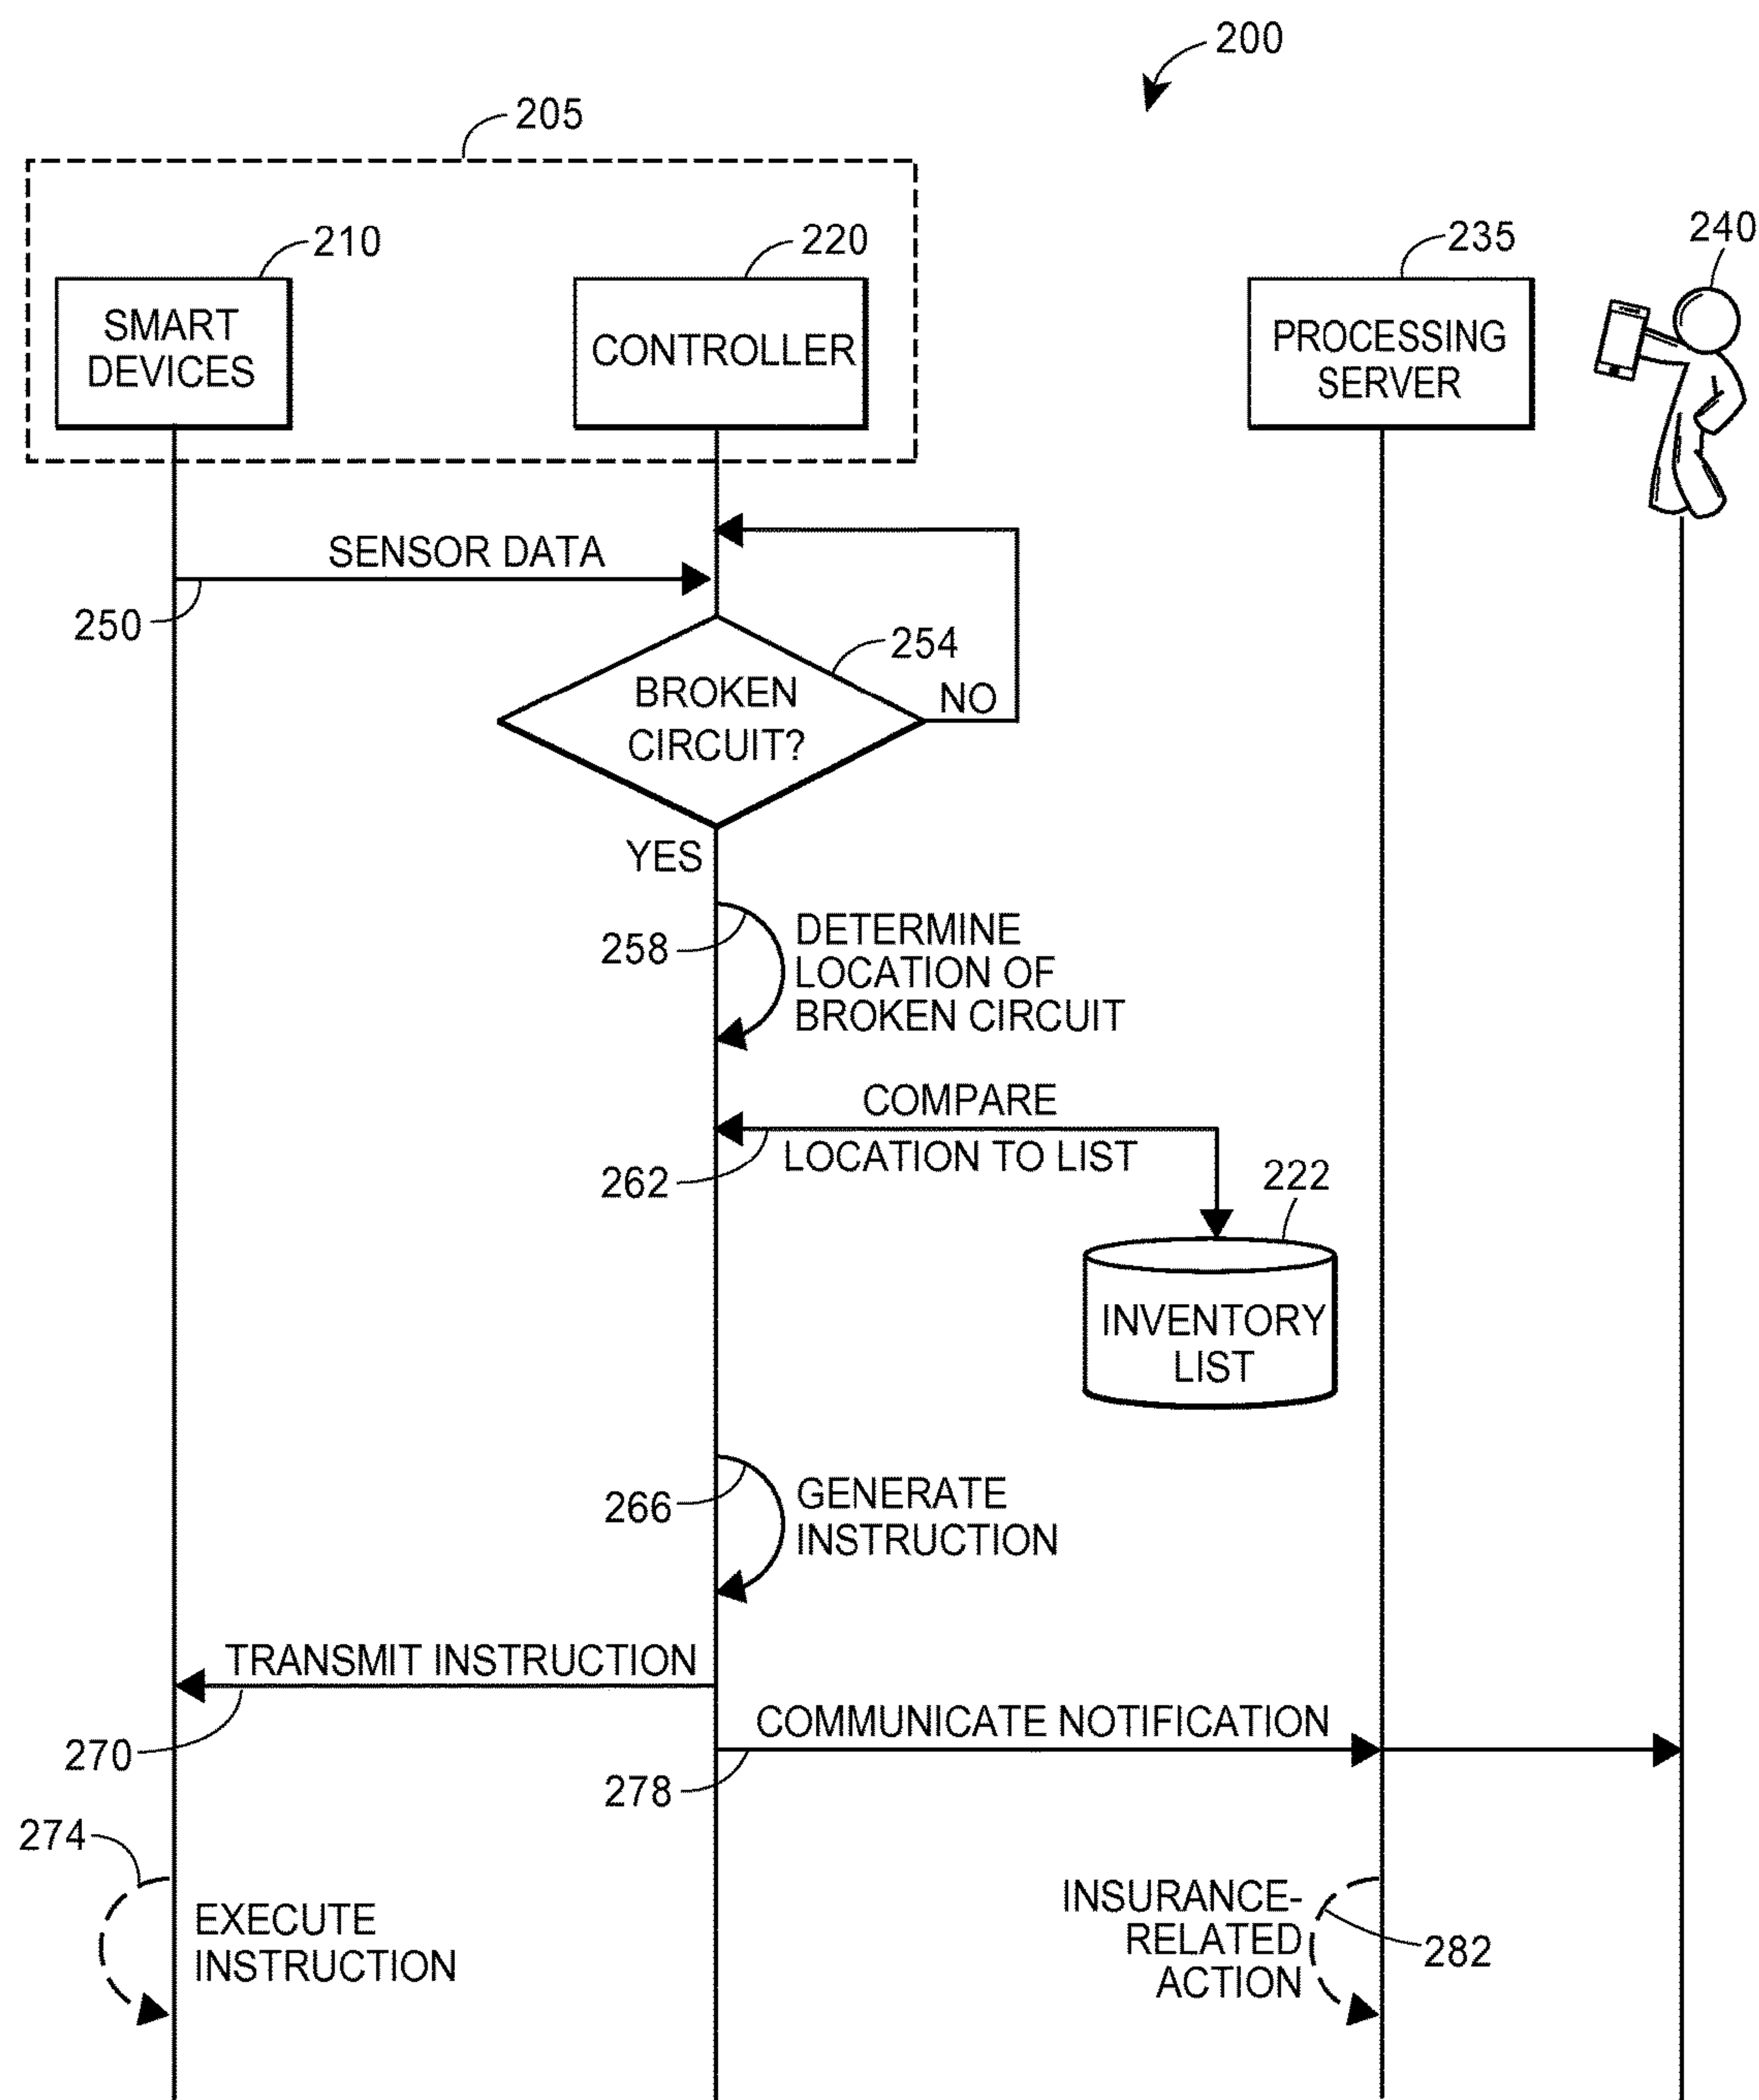 200
205
210
220
235
240
SMART
DEVICES
CONTROLLER
PROCESSING
SERVER
SENSOR DATA
250
254
BROKEN
CIRCUIT?
NO
YES
258
DETERMINE
LOCATION OF
BROKEN CIRCUIT
COMPARE
LOCATION TO LIST
262
222
INVENTORY
LIST
266
GENERATE
INSTRUCTION
TRANSMIT INSTRUCTION
270
COMMUNICATE NOTIFICATION
278
274
EXECUTE
INSTRUCTION
INSURANCE-
RELATED
ACTION
282